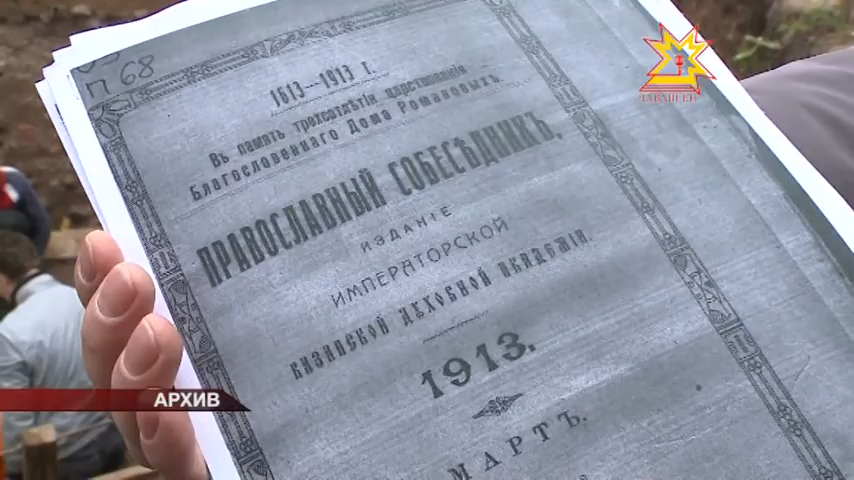 П 68
1613—1913 г.
Въ память трехсотлѣтія царствованія
Благословеннаго Дома Романовыхъ.
ПРАВОСЛАВНЫЙ СОБЕСѢДНИКЪ.
ИЗДАНІЕ
ИМПЕРАТОРСКОЙ
КАЗАНСКОЙ ДУХОВНОЙ АКАДЕМІИ.
1913.
МАРТЪ.
АРХИВ